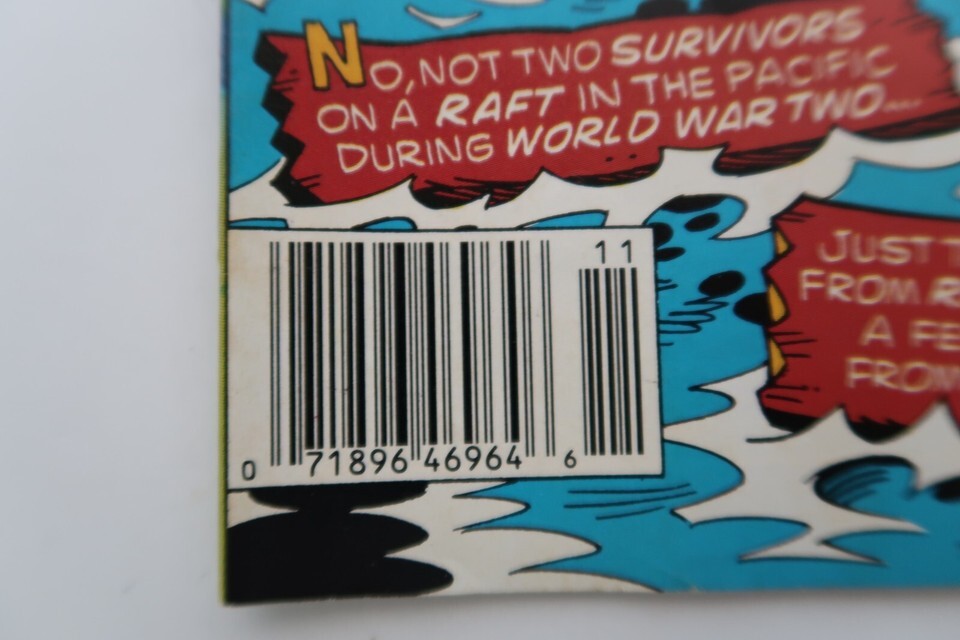 NO, NOT TWO SURVIVORS
ON A RAFT IN THE PACIFIC
DURING WORLD WAR TWO...
JUST
FROM
A
FROM
11
0 71896 46964 6